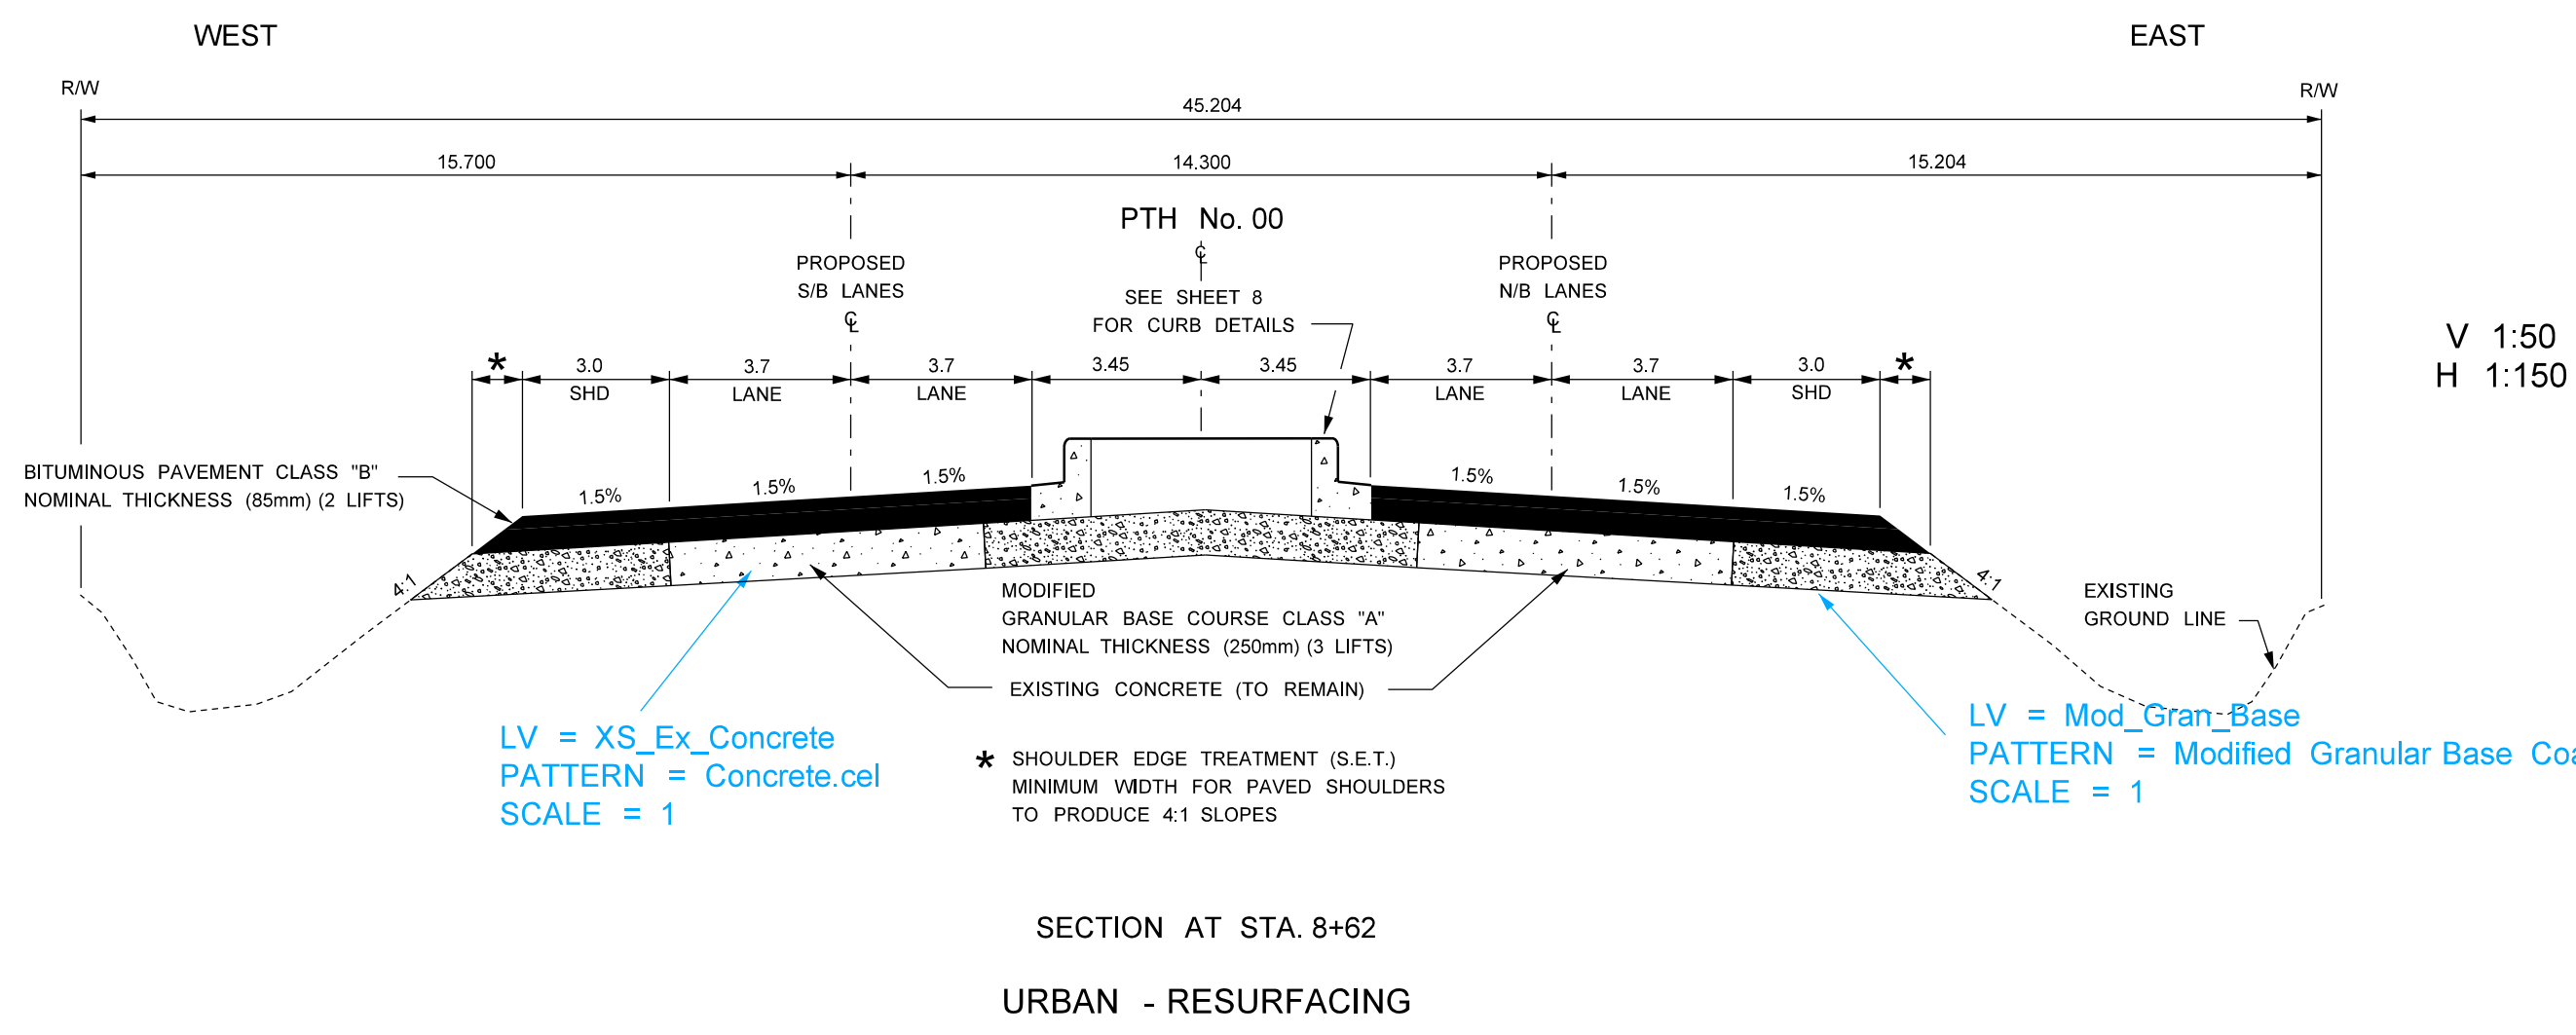 WEST
EAST
R/W
R/W
45.204
15.700
14.300
15.204
PTH No. 00
℄
PROPOSED
S/B LANES
℄
SEE SHEET 8
FOR CURB DETAILS
PROPOSED
N/B LANES
℄
V 1:50
H 1:150
*
3.0
SHD
3.7
LANE
3.7
LANE
3.45
3.45
3.7
LANE
3.7
LANE
3.0
SHD
*
BITUMINOUS PAVEMENT CLASS "B"
NOMINAL THICKNESS (85mm) (2 LIFTS)
1.5%
1.5%
1.5%
1.5%
1.5%
1.5%
4:1
4:1
MODIFIED
GRANULAR BASE COURSE CLASS "A"
NOMINAL THICKNESS (250mm) (3 LIFTS)
EXISTING CONCRETE (TO REMAIN)
EXISTING
GROUND LINE
LV = XS_Ex_Concrete
PATTERN = Concrete.cel
SCALE = 1
* SHOULDER EDGE TREATMENT (S.E.T.)
MINIMUM WIDTH FOR PAVED SHOULDERS
TO PRODUCE 4:1 SLOPES
LV = Mod_Gran_Base
PATTERN = Modified Granular Base
SCALE = 1
SECTION AT STA. 8+62
URBAN - RESURFACING